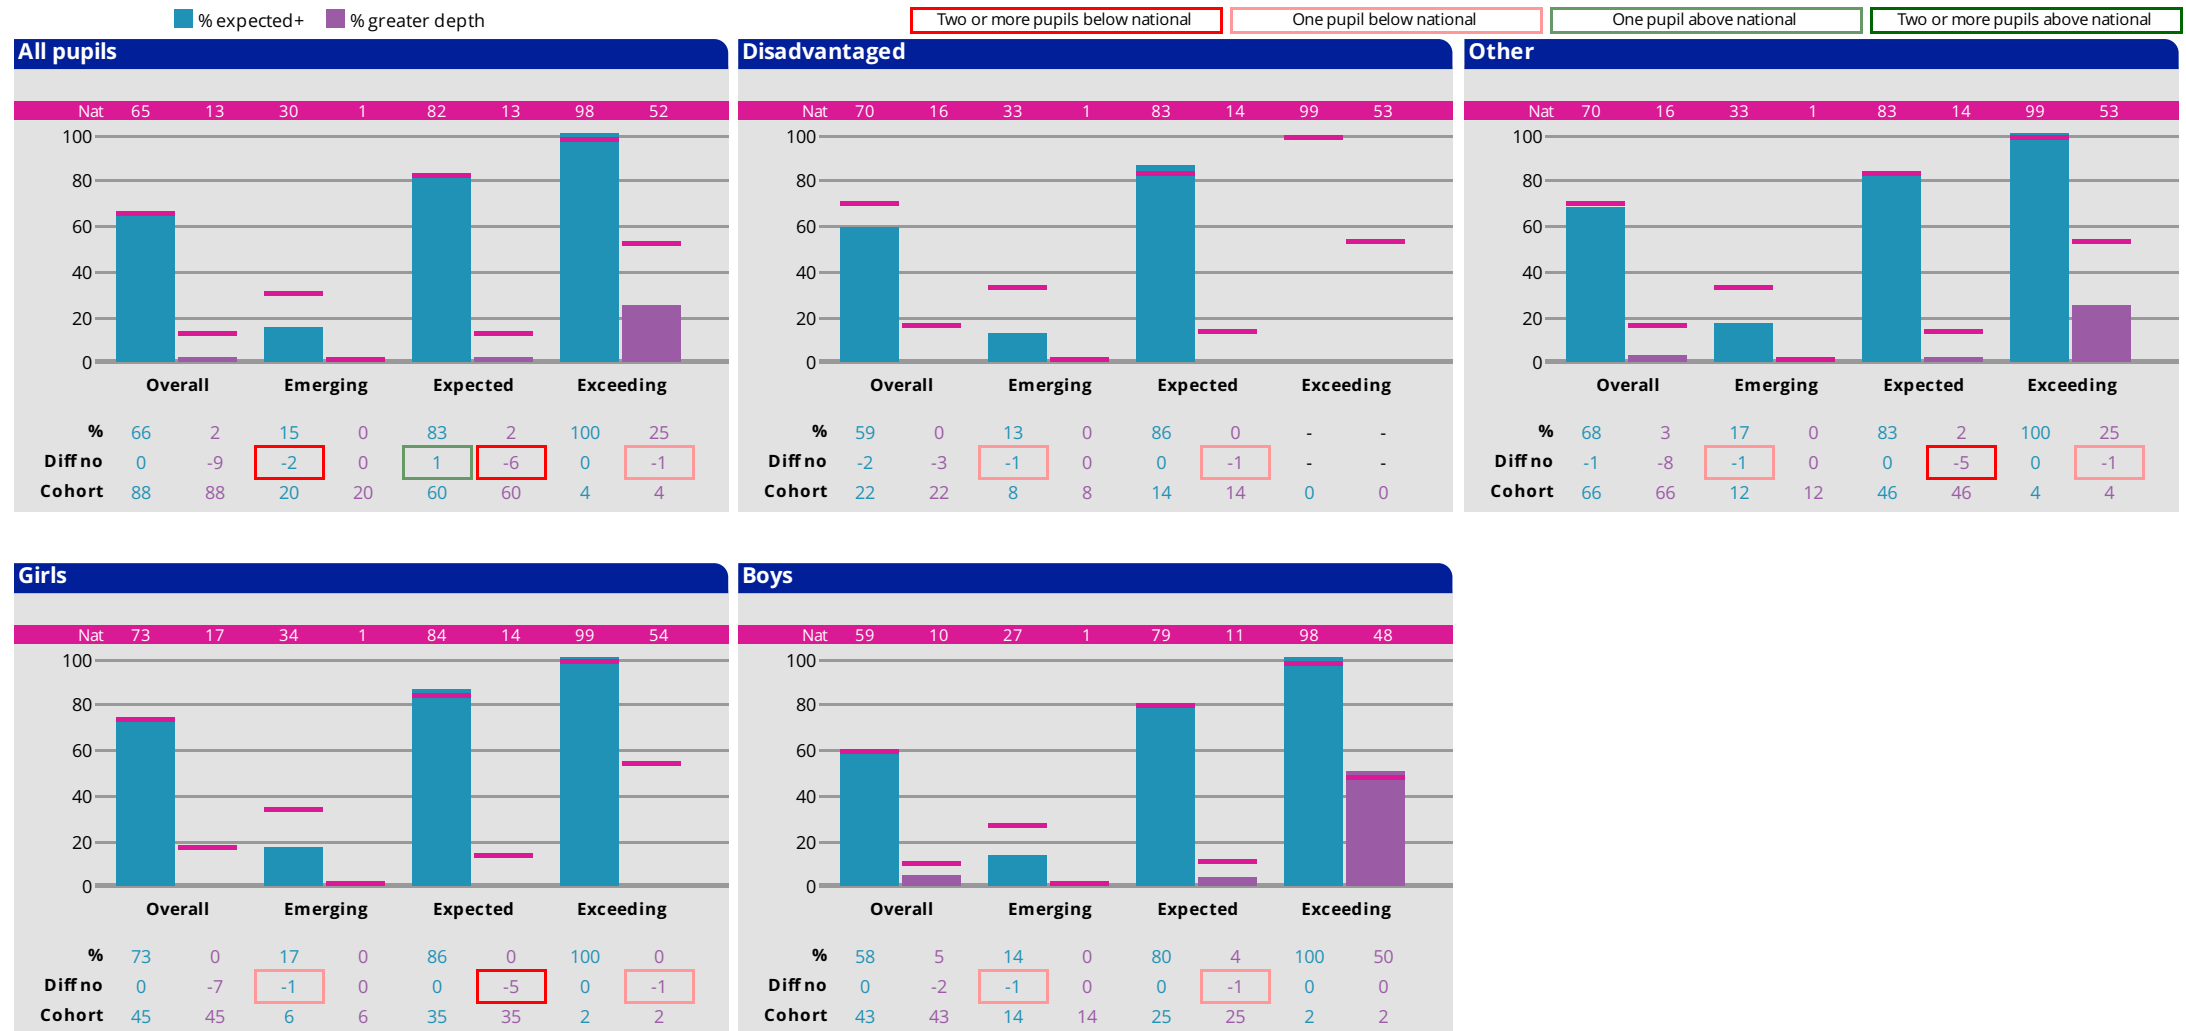 % expected+ % greater depth Two or more pupils below national One pupil below national One pupil above national Two or more pupils above national
All pupils
Nat 65 13 30 1 82 13 98 52
100
80
60
40
20
0
Overall Emerging Expected Exceeding
% 66 2 15 0 83 2 100 25
Diff no 0 -9 -2 0 1 -6 0 -1
Cohort 88 88 20 20 60 60 4 4
Disadvantaged
Nat 70 16 33 1 83 14 99 53
100
80
60
40
20
0
Overall Emerging Expected Exceeding
% 59 0 13 0 86 0 - -
Diff no -2 -3 -1 0 0 -1 - -
Cohort 22 22 8 8 14 14 0 0
Other
Nat 70 16 33 1 83 14 99 53
100
80
60
40
20
0
Overall Emerging Expected Exceeding
% 68 3 17 0 83 2 100 25
Diff no -1 -8 -1 0 0 -5 0 -1
Cohort 66 66 12 12 46 46 4 4
Girls
Nat 73 17 34 1 84 14 99 54
100
80
60
40
20
0
Overall Emerging Expected Exceeding
% 73 0 17 0 86 0 100 0
Diff no 0 -7 -1 0 0 -5 0 -1
Cohort 45 45 6 6 35 35 2 2
Boys
Nat 59 10 27 1 79 11 98 48
100
80
60
40
20
0
Overall Emerging Expected Exceeding
% 58 5 14 0 80 4 100 50
Diff no 0 -2 -1 0 0 -1 0 0
Cohort 43 43 14 14 25 25 2 2